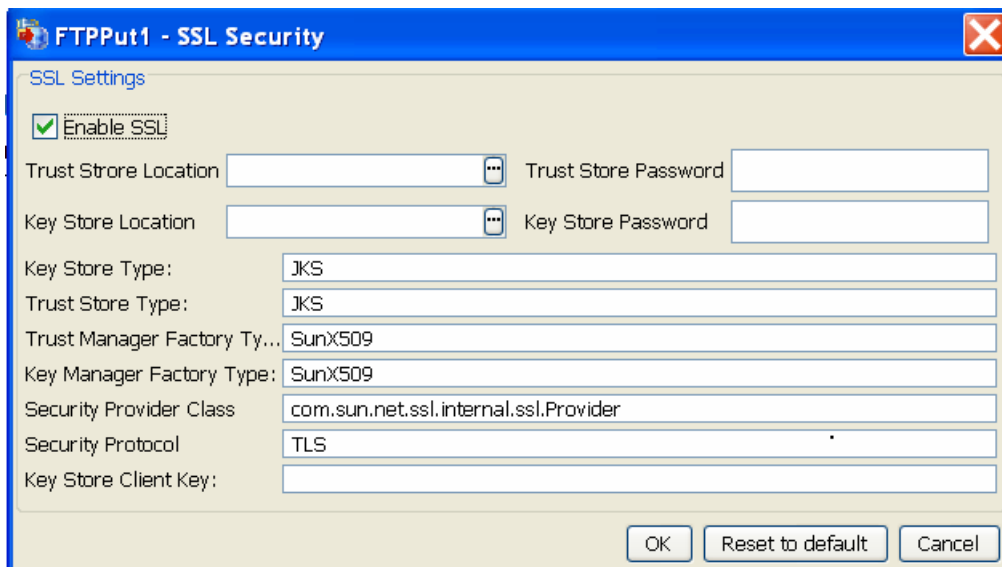 FTPPut1 - SSL Security
SSL Settings
Enable SSL
Trust Strore Location ... Trust Store Password
Key Store Location ... Key Store Password
Key Store Type: JKS
Trust Store Type: JKS
Trust Manager Factory Ty... SunX509
Key Manager Factory Type: SunX509
Security Provider Class com.sun.net.ssl.internal.ssl.Provider
Security Protocol TLS
Key Store Client Key:
OK Reset to default Cancel